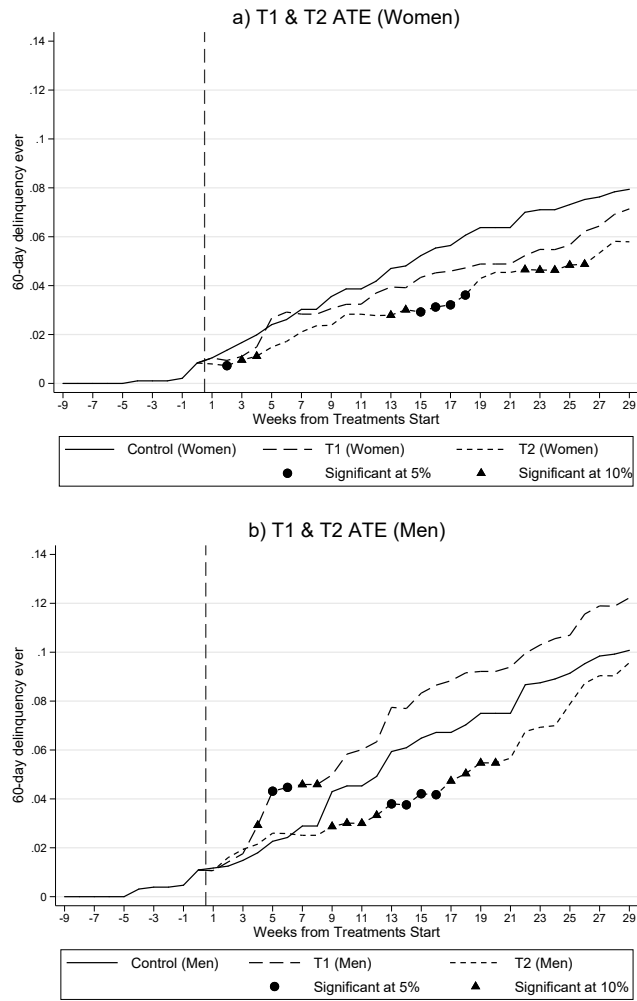 a) T1 & T2 ATE (Women)
60-day delinquency ever
.14
.12
.1
.08
.06
.04
.02
0
-9 -7 -5 -3 -1 1 3 5 7 9 11 13 15 17 19 21 23 25 27 29
Weeks from Treatments Start
Control (Women) T1 (Women) T2 (Women)
Significant at 5% Significant at 10%
b) T1 & T2 ATE (Men)
60-day delinquency ever
.14
.12
.1
.08
.06
.04
.02
0
-9 -7 -5 -3 -1 1 3 5 7 9 11 13 15 17 19 21 23 25 27 29
Weeks from Treatments Start
Control (Men) T1 (Men) T2 (Men)
Significant at 5% Significant at 10%